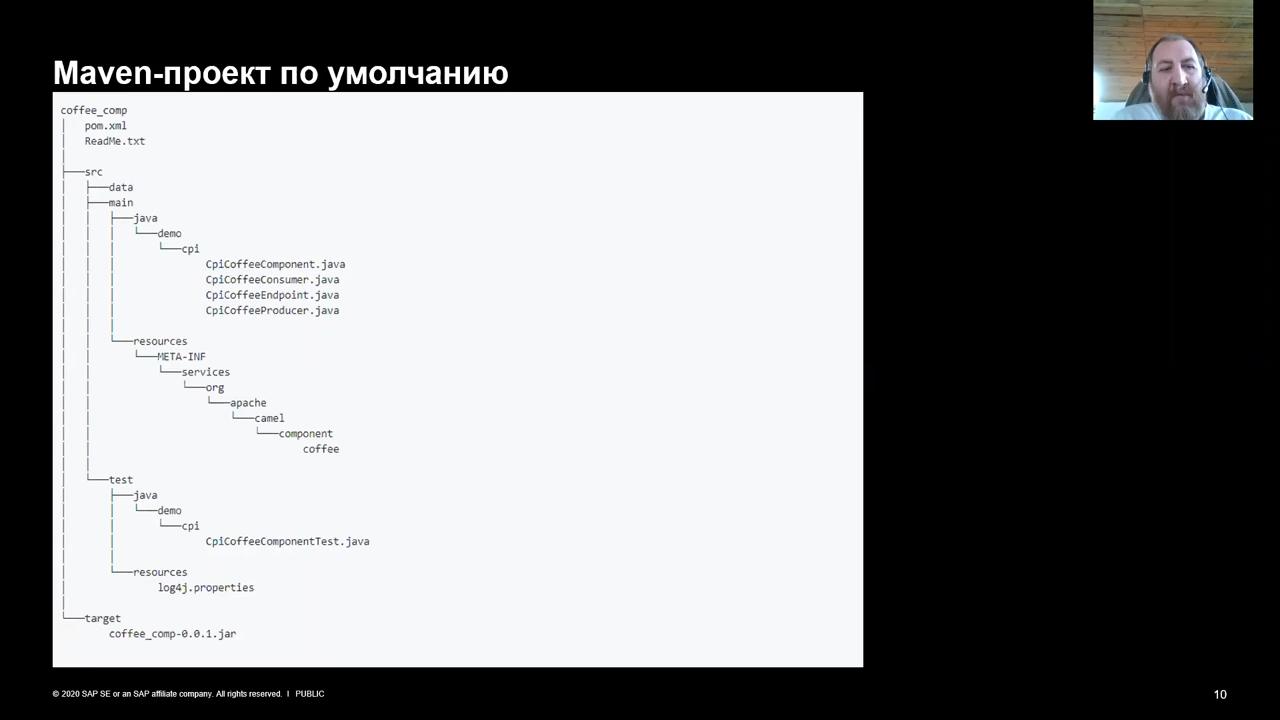 Maven-проект по умолчанию
coffee_comp
│   pom.xml
│   ReadMe.txt
│
├───src
│   ├───data
│   ├───main
│   │   ├───java
│   │   │   └───demo
│   │   │       └───cpi
│   │   │               CpiCoffeeComponent.java
│   │   │               CpiCoffeeConsumer.java
│   │   │               CpiCoffeeEndpoint.java
│   │   │               CpiCoffeeProducer.java
│   │   │
│   │   └───resources
│   │       └───META-INF
│   │           └───services
│   │               └───org
│   │                   └───apache
│   │                       └───camel
│   │                           └───component
│   │                                   coffee
│   │
│   └───test
│       ├───java
│       │   └───demo
│       │       └───cpi
│       │               CpiCoffeeComponentTest.java
│       │
│       └───resources
│               log4j.properties
│
└───target
        coffee_comp-0.0.1.jar
© 2020 SAP SE or an SAP affiliate company. All rights reserved. I PUBLIC
10